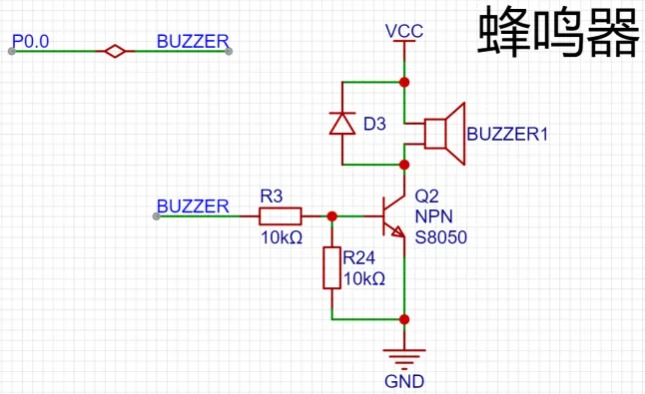 蜂鸣器
P0.0
BUZZER
VCC
D3
BUZZER1
BUZZER
R3
10kΩ
Q2
NPN
S8050
R24
10kΩ
GND